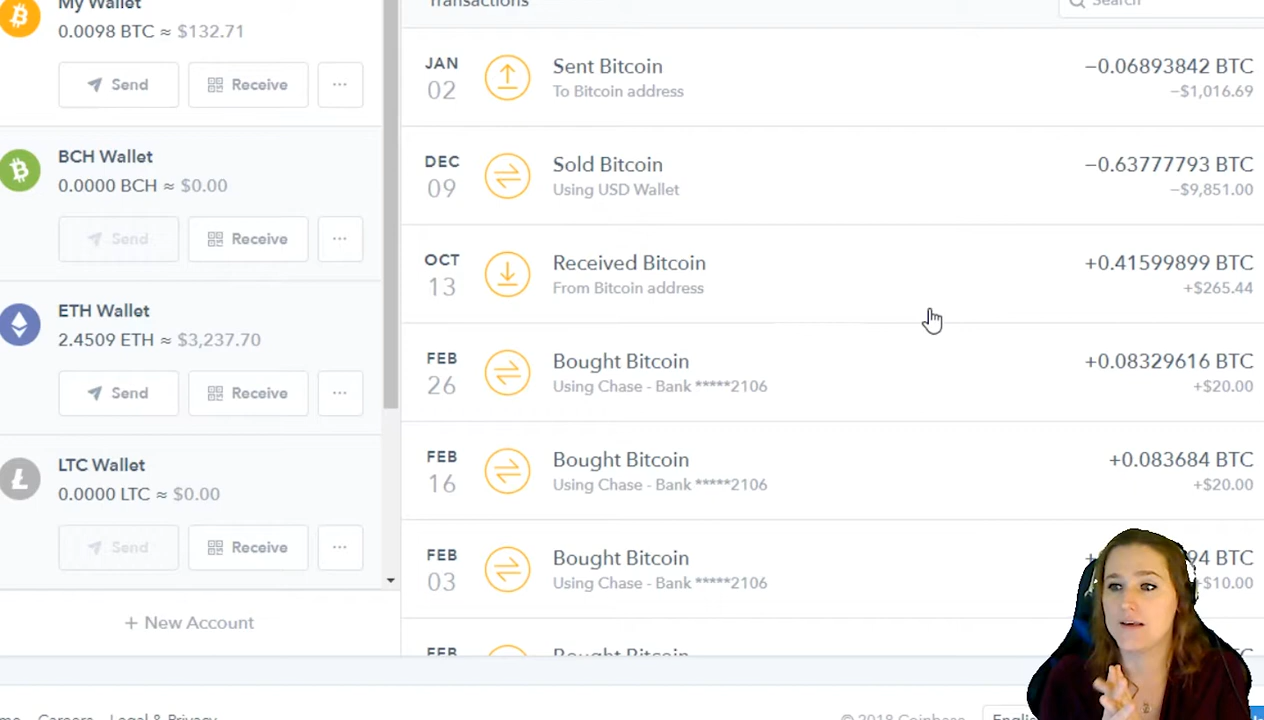 My Wallet
0.0098 BTC ≈ $132.71
Send
Receive
BCH Wallet
0.0000 BCH ≈ $0.00
Send
Receive
ETH Wallet
2.4509 ETH ≈ $3,237.70
Send
Receive
LTC Wallet
0.0000 LTC ≈ $0.00
Send
Receive
+ New Account
Transactions
Search
JAN 02
Sent Bitcoin
To Bitcoin address
−0.06893842 BTC
−$1,016.69
DEC 09
Sold Bitcoin
Using USD Wallet
−0.63777793 BTC
−$9,851.00
OCT 13
Received Bitcoin
From Bitcoin address
+0.41599899 BTC
+$265.44
FEB 26
Bought Bitcoin
Using Chase - Bank *****2106
+0.08329616 BTC
+$20.00
FEB 16
Bought Bitcoin
Using Chase - Bank *****2106
+0.083684 BTC
+$20.00
FEB 03
Bought Bitcoin
Using Chase - Bank *****2106
94 BTC
+$10.00
FEB
Bought Bitcoin
Careers
Legal & Privacy
© 2018 Coinbase